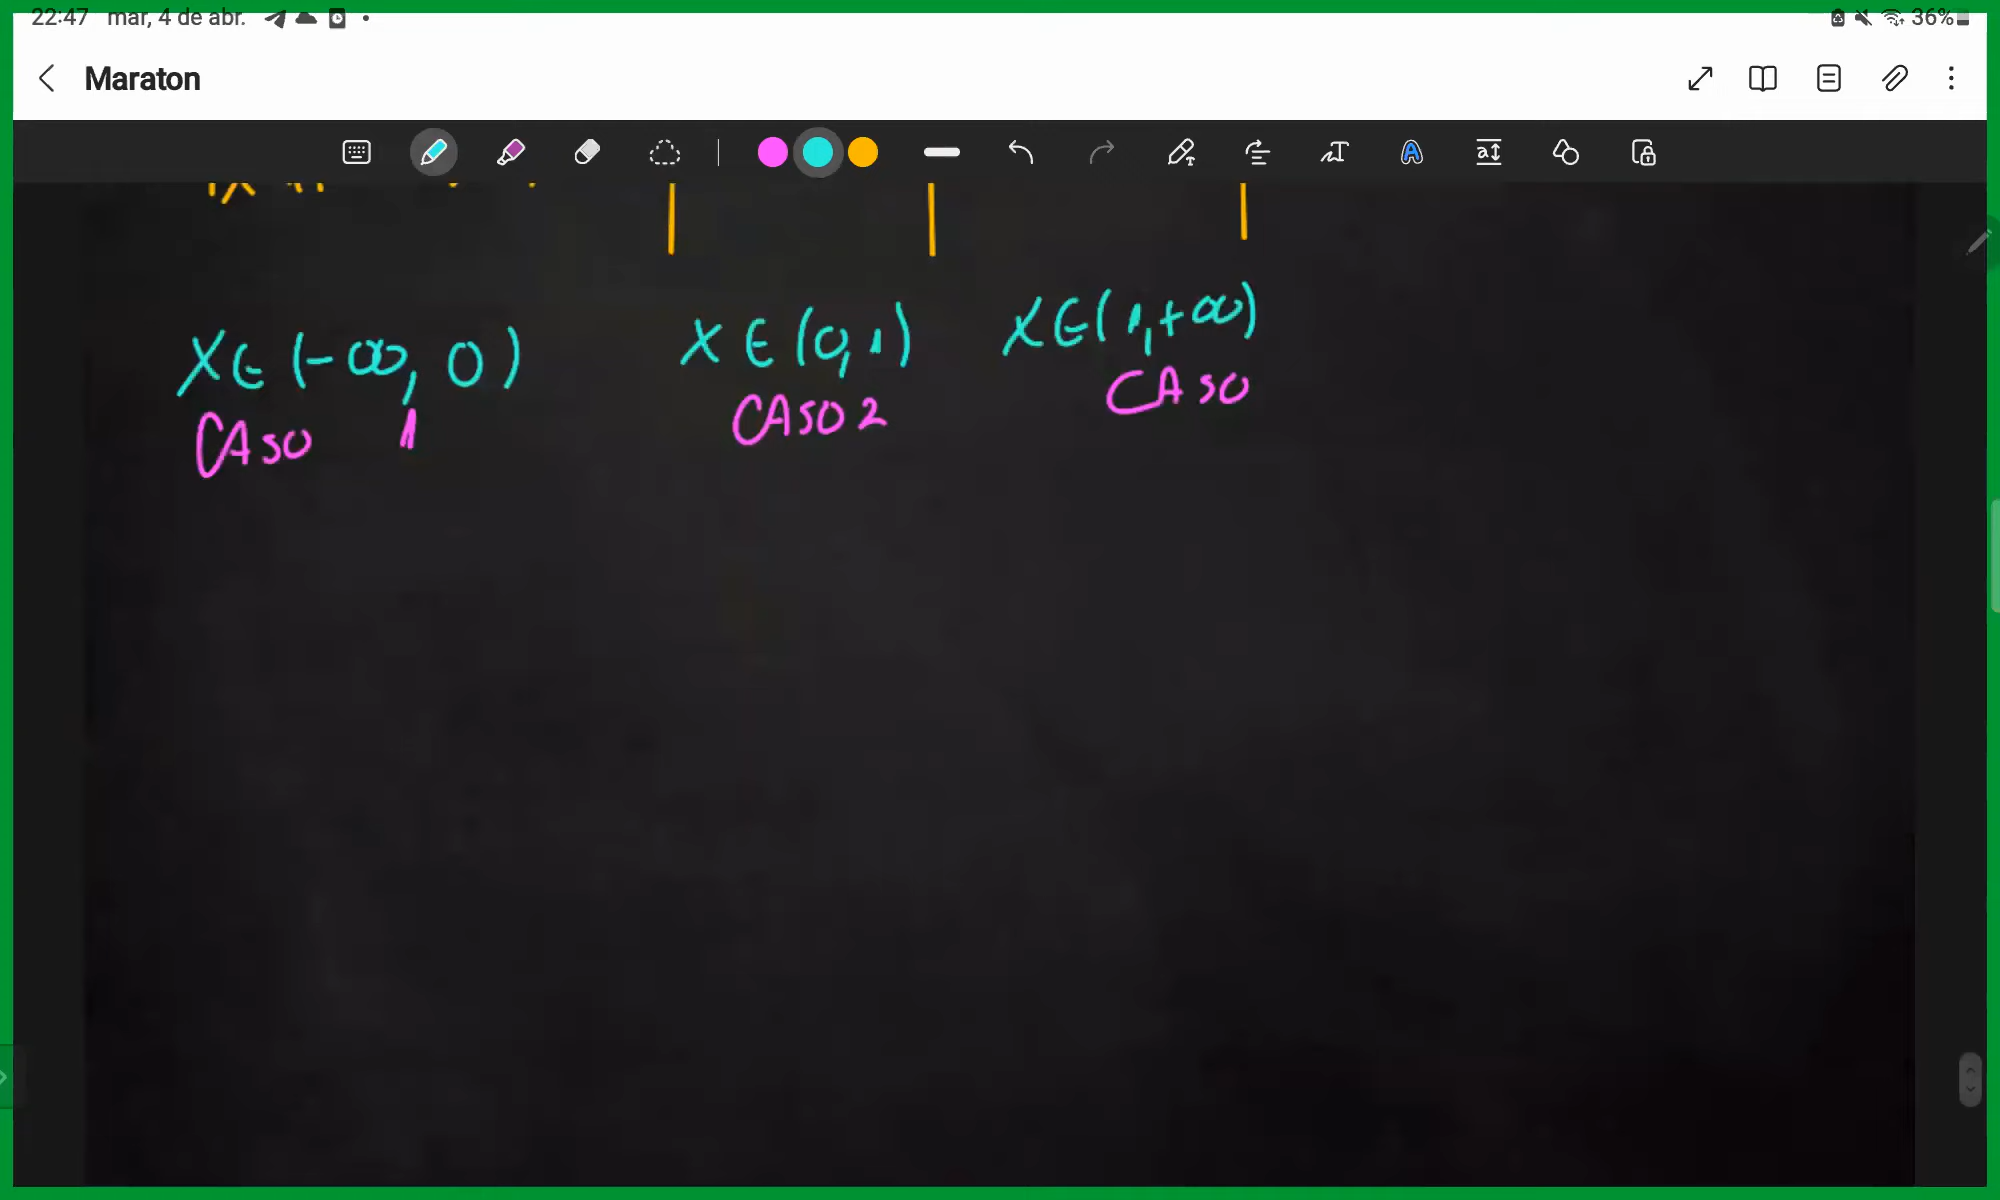 22:47 mar, 4 de abr.
36%
Maraton
X∈(-∞, 0)
CASO 1
X∈(0,1)
CASO 2
X∈(1,+∞)
CASO